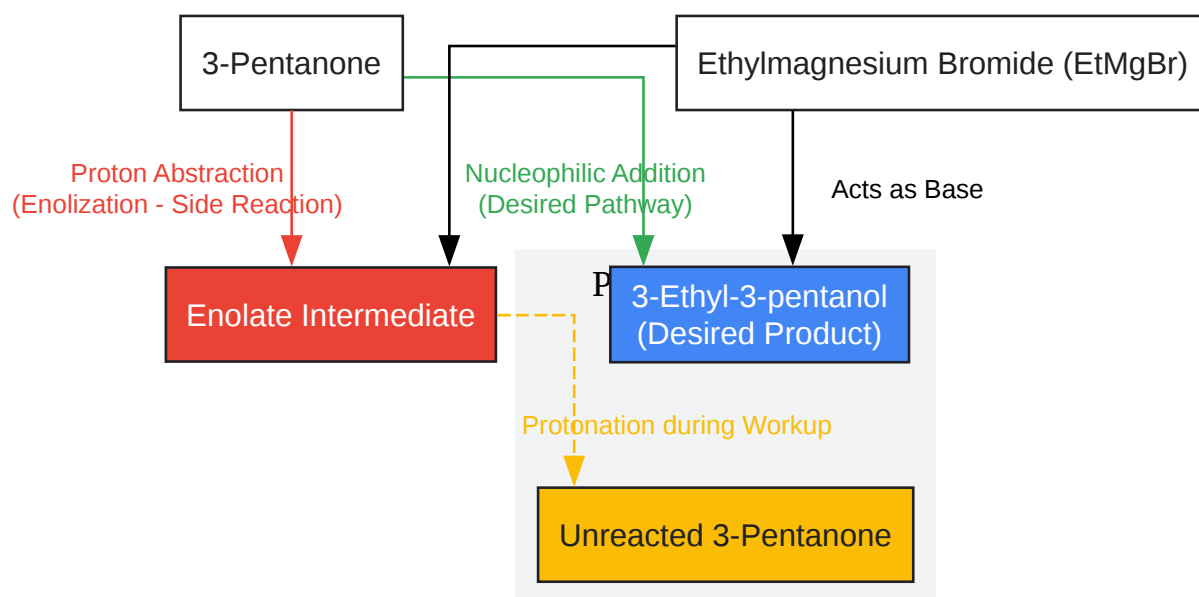 3-Pentanone
Ethylmagnesium Bromide (EtMgBr)
Proton Abstraction
(Enolization - Side Reaction)
Nucleophilic Addition
(Desired Pathway)
Acts as Base
Enolate Intermediate
P
3-Ethyl-3-pentanol
(Desired Product)
Protonation during Workup
Unreacted 3-Pentanone